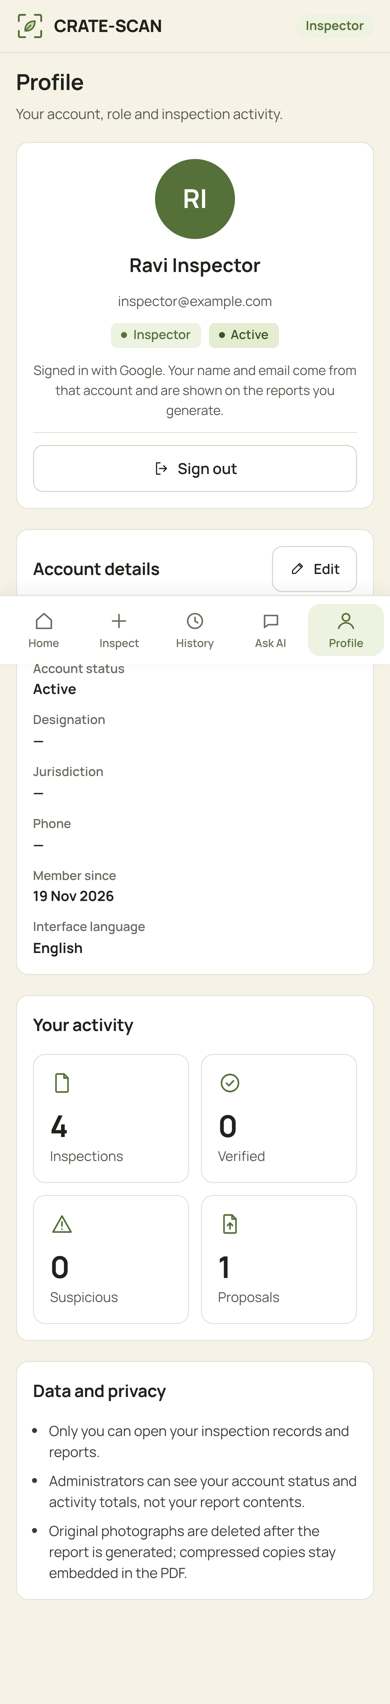 CRATE-SCAN
Inspector
Profile
Your account, role and inspection activity.
RI
Ravi Inspector
inspector@example.com
Inspector
Active
Signed in with Google. Your name and email come from
that account and are shown on the reports you
generate.
Sign out
Account details
Edit
Home
Inspect
History
Ask AI
Profile
Account status
Active
Designation
—
Jurisdiction
—
Phone
—
Member since
19 Nov 2026
Interface language
English
Your activity
4
Inspections
0
Verified
0
Suspicious
1
Proposals
Data and privacy
• Only you can open your inspection records and
reports.
• Administrators can see your account status and
activity totals, not your report contents.
• Original photographs are deleted after the
report is generated; compressed copies stay
embedded in the PDF.